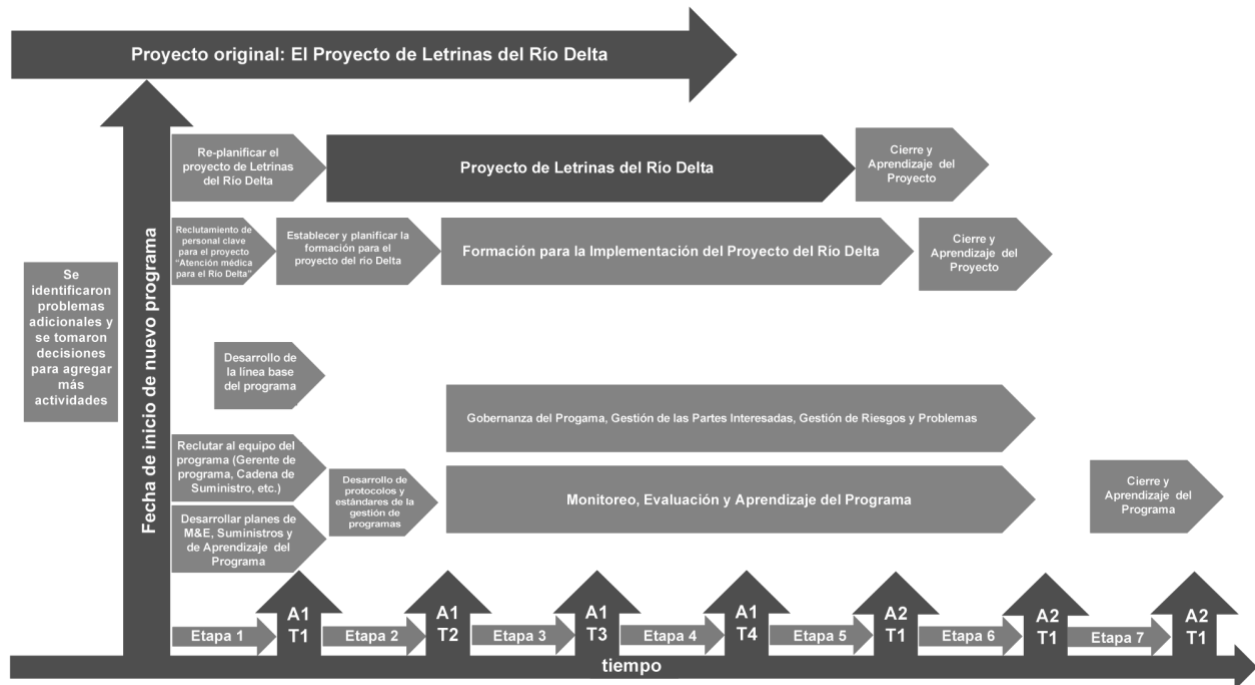 Proyecto original: El Proyecto de Letrinas del Río Delta
Re-planificar el
proyecto de Letrinas
del Río Delta
Proyecto de Letrinas del Río Delta
Cierre y
Aprendizaje del
Proyecto
Reclutamiento de
personal clave
para el proyecto
“Atención médica
para el Río Delta”
Establecer y planificar la
formación para el
proyecto del río Delta
Formación para la Implementación del Proyecto del Río Delta
Cierre y
Aprendizaje del
Proyecto
Se
identificaron
problemas
adicionales y
se tomaron
decisiones
para agregar
más
actividades
Fecha de inicio de nuevo programa
Desarrollo de
la línea base
del programa
Gobernanza del Progama, Gestión de las Partes Interesadas, Gestión de Riesgos y Problemas
Reclutar al equipo del
programa (Gerente de
programa, Cadena de
Suministro, etc.)
Desarrollo de
protocolos y
estándares de la
gestión de
programas
Monitoreo, Evaluación y Aprendizaje del Programa
Cierre
y
Aprendizaje del
Programa
Desarrollar planes de
M&E, Suministros y
de Aprendizaje del
Programa
Etapa 1
A1
T1
Etapa 2
A1
T2
Etapa 3
A1
T3
Etapa 4
A1
T4
Etapa 5
A2
T1
Etapa 6
A2
T1
Etapa 7
A2
T1
tiempo